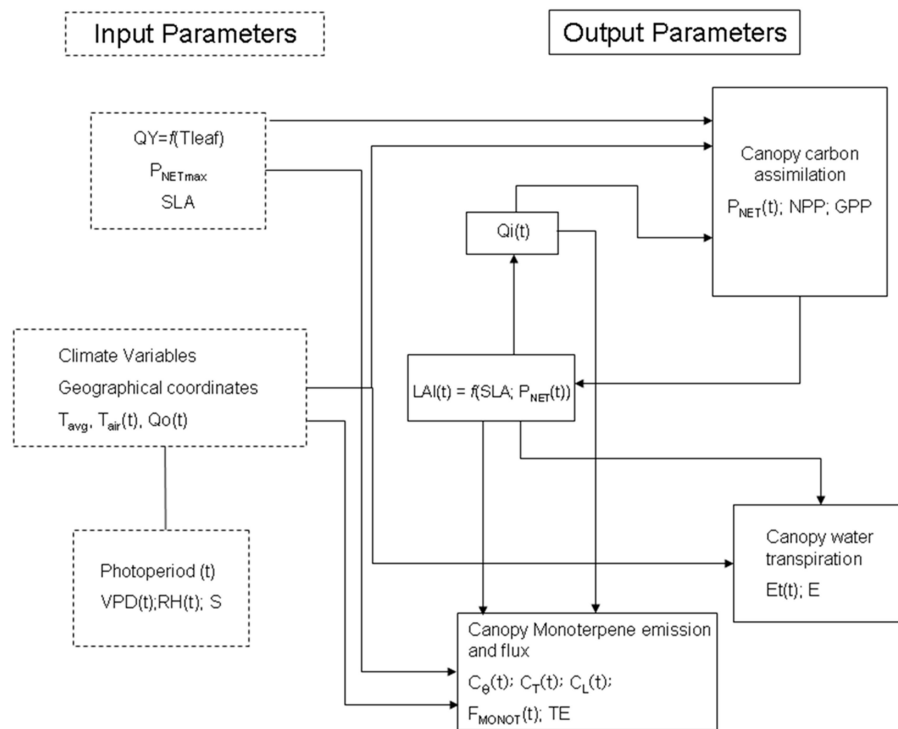 Input Parameters
Output Parameters
QY=f(Tleaf)
PNETmax
SLA
Canopy carbon
assimilation
PNET(t); NPP; GPP
Qi(t)
Climate Variables
Geographical coordinates
Tavg, Tair(t), Qo(t)
LAI(t) = f(SLA; PNET(t))
Photoperiod (t)
VPD(t);RH(t); S
Canopy water
transpiration
Et(t); E
Canopy Monoterpene emission
and flux
Cθ(t); CT(t); CL(t);
FMONOT(t); TE